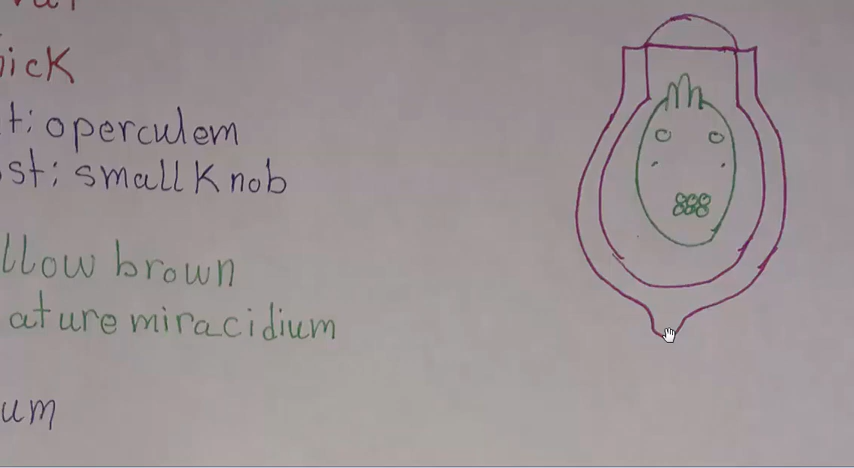 ick
t: operculem
st: small Knob
llow brown
ature miracidium
um